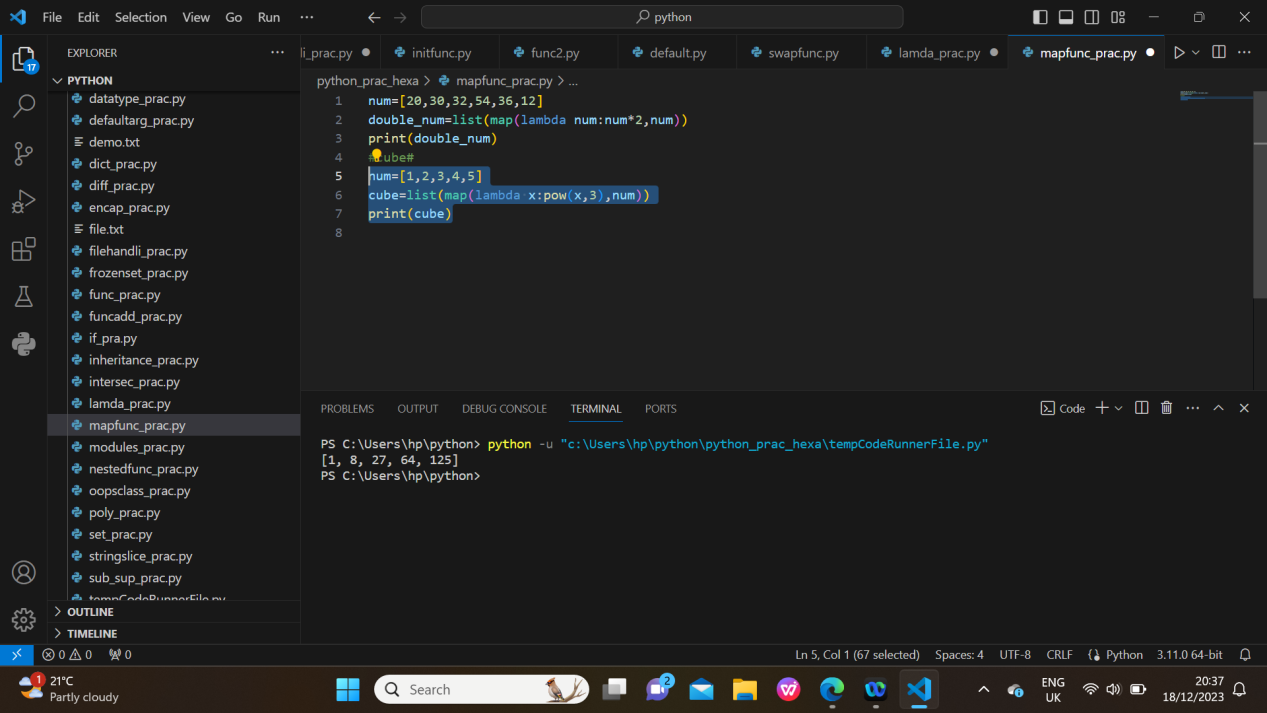 File Edit Selection View Go Run ... python
EXPLORER ...
PYTHON
datatype_prac.py
defaultarg_prac.py
demo.txt
dict_prac.py
diff_prac.py
encap_prac.py
file.txt
filehandli_prac.py
frozenset_prac.py
func_prac.py
funcadd_prac.py
if_pra.py
inheritance_prac.py
intersec_prac.py
lamda_prac.py
mapfunc_prac.py
modules_prac.py
nestedfunc_prac.py
oopsclass_prac.py
poly_prac.py
set_prac.py
stringslice_prac.py
sub_sup_prac.py
tempCodeRunnerFile.py
OUTLINE
TIMELINE
17
li_prac.py initfunc.py func2.py default.py swapfunc.py lamda_prac.py mapfunc_prac.py
python_prac_hexa > mapfunc_prac.py > ...
1 num=[20,30,32,54,36,12]
2 double_num=list(map(lambda num:num*2,num))
3 print(double_num)
4 #cube#
5 num=[1,2,3,4,5]
6 cube=list(map(lambda x:pow(x,3),num))
7 print(cube)
8
PROBLEMS OUTPUT DEBUG CONSOLE TERMINAL PORTS Code
PS C:\Users\hp\python> python -u "c:\Users\hp\python\python_prac_hexa\tempCodeRunnerFile.py"
[1, 8, 27, 64, 125]
PS C:\Users\hp\python>
0 0 0 Ln 5, Col 1 (67 selected) Spaces: 4 UTF-8 CRLF Python 3.11.0 64-bit
1 21°C
Partly cloudy
Search
2
ENG
UK
20:37
18/12/2023